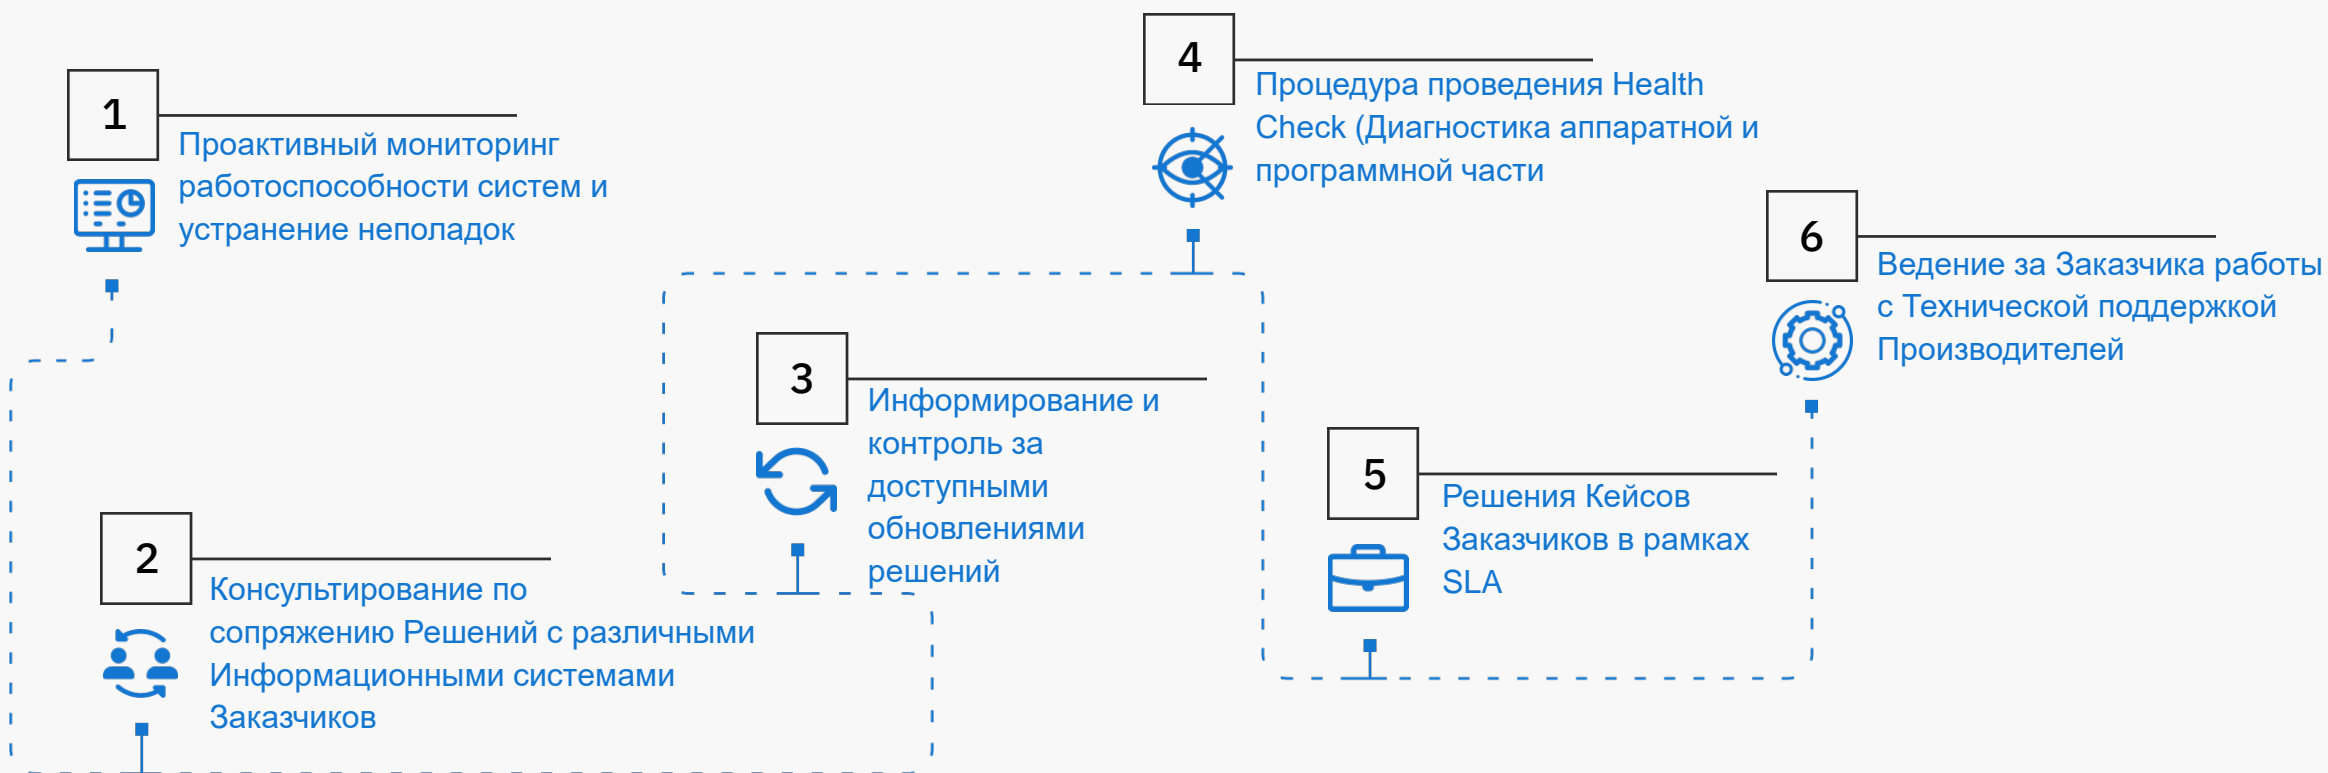 1
Проактивный мониторинг
работоспособности систем и
устранение неполадок
2
Консультирование по
сопряжению Решений с различными
Информационными системами
Заказчиков
3
Информирование и
контроль за
доступными
обновлениями
решений
4
Процедура проведения Health
Check (Диагностика аппаратной и
программной части
5
Решения Кейсов
Заказчиков в рамках
SLA
6
Ведение за Заказчика работы
с Технической поддержкой
Производителей